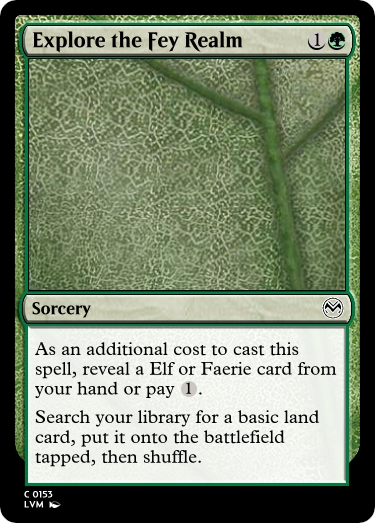 Explore the Fey Realm 1
Sorcery
As an additional cost to cast this
spell, reveal a Elf or Faerie card from
your hand or pay 1.
Search your library for a basic land
card, put it onto the battlefield
tapped, then shuffle.
C 0153
LVM